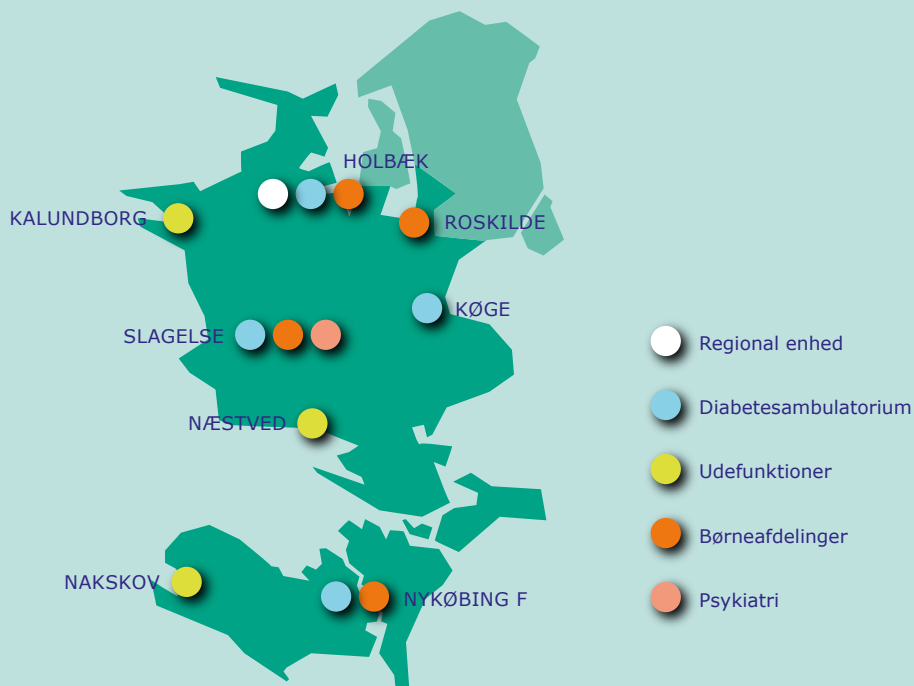 HOLBÆK
KALUNDBORG
ROSKILDE
KØGE
SLAGELSE
NÆSTVED
NAKSKOV
NYKØBING F
Regional enhed
Diabetesambulatorium
Udefunktioner
Børneafdelinger
Psykiatri